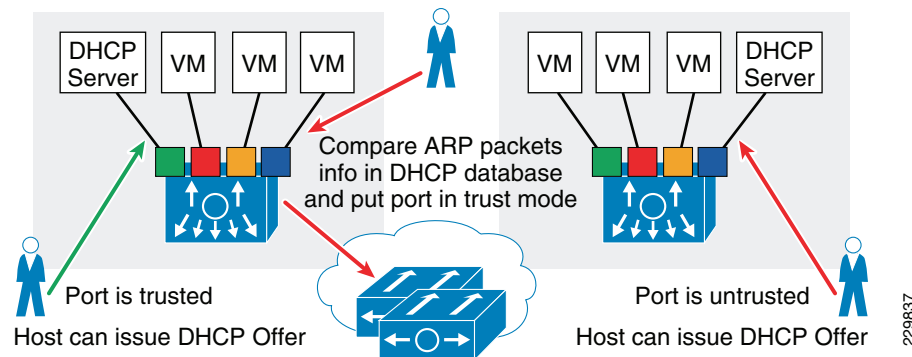 DHCP
Server
VM
VM
VM
VM
VM
VM
DHCP
Server
Compare ARP packets
info in DHCP database
and put port in trust mode
Port is trusted
Host can issue DHCP Offer
Port is untrusted
Host can issue DHCP Offer
229837